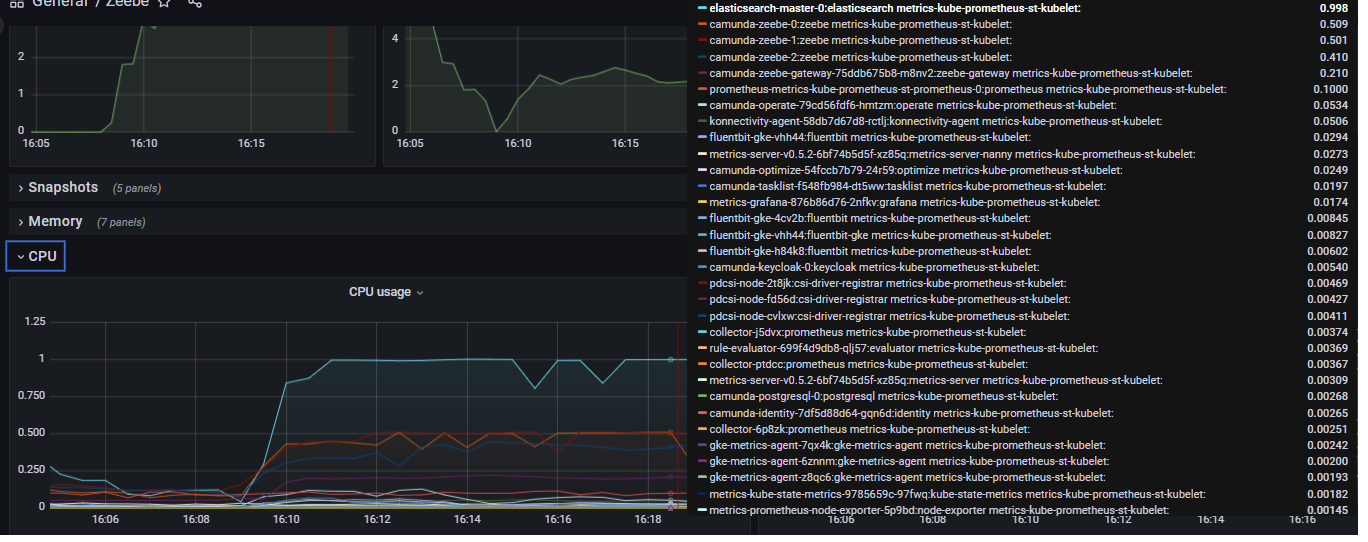 General / Zeebe
2
1
0
16:05 16:10 16:15
4
2
0
16:05 16:10 16:15
Snapshots (5 panels)
Memory (7 panels)
CPU
CPU usage
1.25
1
0.750
0.500
0.250
0
16:06 16:08 16:10 16:12 16:14 16:16 16:18
elasticsearch-master-0:elasticsearch metrics-kube-prometheus-st-kubelet: 0.998
camunda-zeebe-0:zeebe metrics-kube-prometheus-st-kubelet: 0.509
camunda-zeebe-1:zeebe metrics-kube-prometheus-st-kubelet: 0.501
camunda-zeebe-2:zeebe metrics-kube-prometheus-st-kubelet: 0.410
camunda-zeebe-gateway-75ddb675b8-m8nv2:zeebe-gateway metrics-kube-prometheus-st-kubelet: 0.210
prometheus-metrics-kube-prometheus-st-prometheus-0:prometheus metrics-kube-prometheus-st-kubelet: 0.1000
camunda-operate-79cd56fdf6-hmtzm:operate metrics-kube-prometheus-st-kubelet: 0.0534
konnectivity-agent-58db7d67d8-rctlj:konnectivity-agent metrics-kube-prometheus-st-kubelet: 0.0506
fluentbit-gke-vhh44:fluentbit metrics-kube-prometheus-st-kubelet: 0.0294
metrics-server-v0.5.2-6bf74b5d5f-xz85q:metrics-server-nanny metrics-kube-prometheus-st-kubelet: 0.0273
camunda-optimize-54fccb7b79-24r59:optimize metrics-kube-prometheus-st-kubelet: 0.0249
camunda-tasklist-f548fb984-dt5ww:tasklist metrics-kube-prometheus-st-kubelet: 0.0197
metrics-grafana-876b86d76-2nfkv:grafana metrics-kube-prometheus-st-kubelet: 0.0174
fluentbit-gke-4cv2b:fluentbit metrics-kube-prometheus-st-kubelet: 0.00845
fluentbit-gke-vhh44:fluentbit-gke metrics-kube-prometheus-st-kubelet: 0.00827
fluentbit-gke-h84k8:fluentbit metrics-kube-prometheus-st-kubelet: 0.00602
camunda-keycloak-0:keycloak metrics-kube-prometheus-st-kubelet: 0.00540
pdcsi-node-2t8jk:csi-driver-registrar metrics-kube-prometheus-st-kubelet: 0.00469
pdcsi-node-fd56d:csi-driver-registrar metrics-kube-prometheus-st-kubelet: 0.00427
pdcsi-node-cvlxw:csi-driver-registrar metrics-kube-prometheus-st-kubelet: 0.00411
collector-j5dvx:prometheus metrics-kube-prometheus-st-kubelet: 0.00374
rule-evaluator-699f4d9db8-qlj57:evaluator metrics-kube-prometheus-st-kubelet: 0.00369
collector-ptdcc:prometheus metrics-kube-prometheus-st-kubelet: 0.00367
metrics-server-v0.5.2-6bf74b5d5f-xz85q:metrics-server metrics-kube-prometheus-st-kubelet: 0.00309
camunda-postgresql-0:postgresql metrics-kube-prometheus-st-kubelet: 0.00268
camunda-identity-7df5d88d64-gqn6d:identity metrics-kube-prometheus-st-kubelet: 0.00265
collector-6p8zk:prometheus metrics-kube-prometheus-st-kubelet: 0.00251
gke-metrics-agent-7qx4k:gke-metrics-agent metrics-kube-prometheus-st-kubelet: 0.00242
gke-metrics-agent-6znnm:gke-metrics-agent metrics-kube-prometheus-st-kubelet: 0.00200
gke-metrics-agent-z8qc6:gke-metrics-agent metrics-kube-prometheus-st-kubelet: 0.00193
metrics-kube-state-metrics-9785659c-97fwq:kube-state-metrics metrics-kube-prometheus-st-kubelet: 0.00182
metrics-prometheus-node-exporter-5p9bd:node-exporter metrics-kube-prometheus-st-kubelet: 0.00145
16:06 16:08 16:10 16:12 16:14 16:16